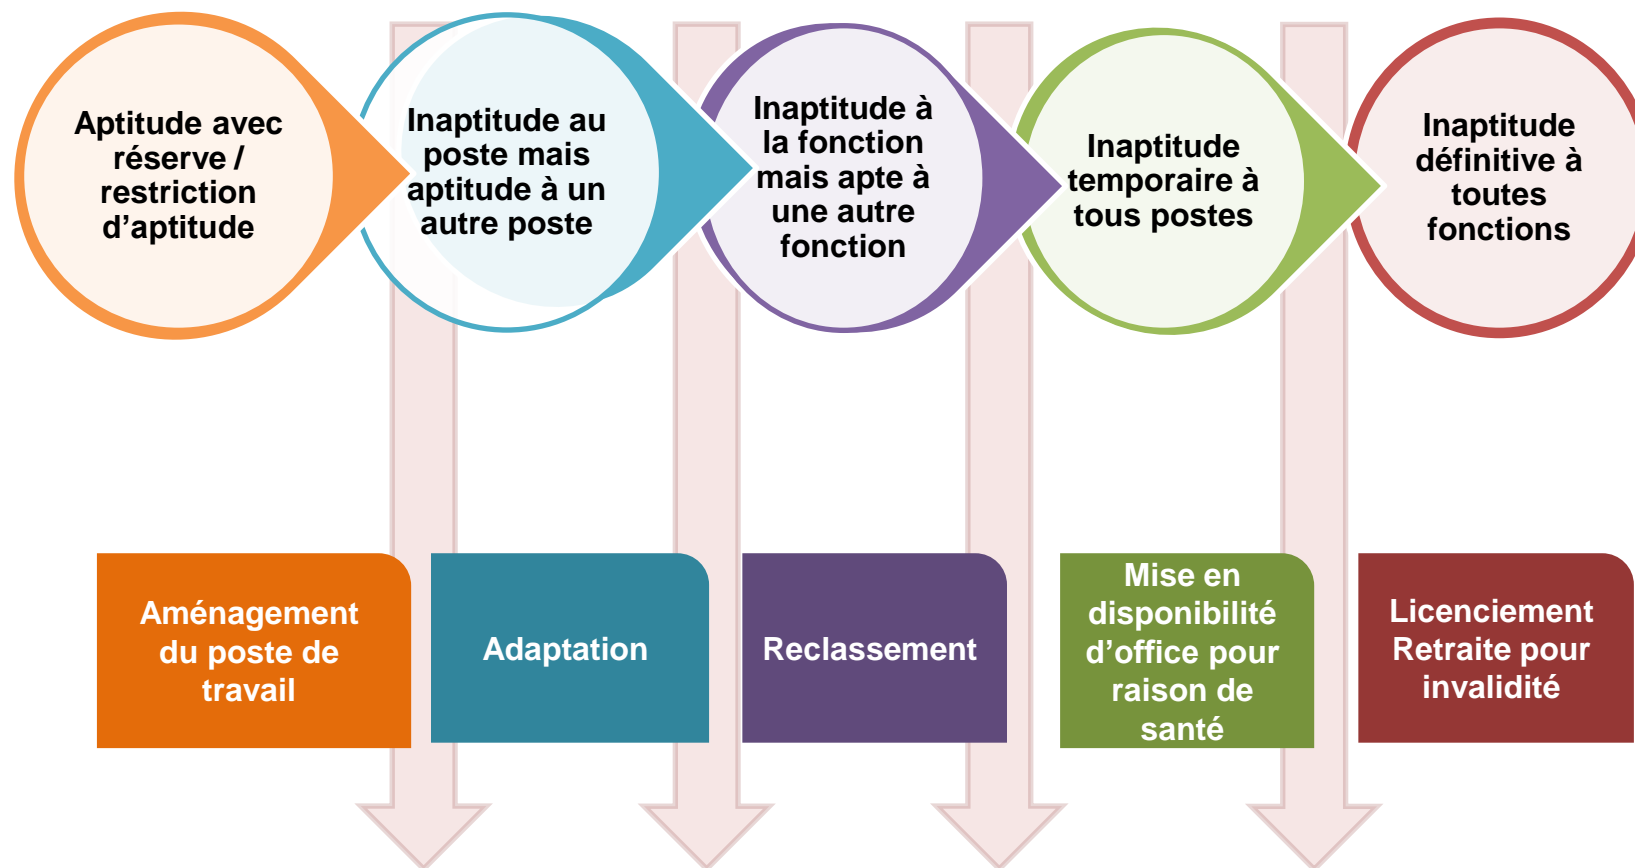 Aptitude avec
réserve /
restriction
d’aptitude
Inaptitude au
poste mais
aptitude à un
autre poste
Inaptitude à
la fonction
mais apte à
une autre
fonction
Inaptitude
temporaire à
tous postes
Inaptitude
définitive à
toutes
fonctions
Aménagement
du poste de
travail
Adaptation
Reclassement
Mise en
disponibilité
d’office pour
raison de
santé
Licenciement
Retraite pour
invalidité